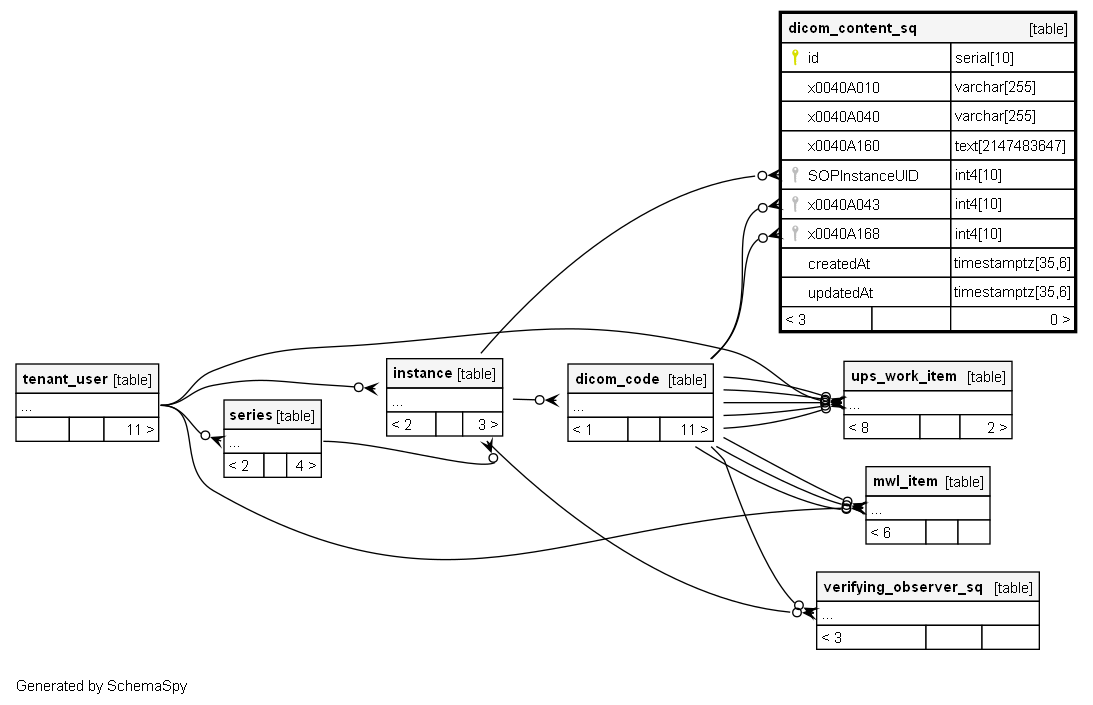 dicom_content_sq [table]
id serial[10]
x0040A010 varchar[255]
x0040A040 varchar[255]
x0040A160 text[2147483647]
SOPInstanceUID int4[10]
x0040A043 int4[10]
x0040A168 int4[10]
createdAt timestamptz[35,6]
updatedAt timestamptz[35,6]
< 3 0 >
tenant_user [table]
...
11 >
series [table]
...
< 2 4 >
instance [table]
...
< 2 3 >
dicom_code [table]
...
< 1 11 >
ups_work_item [table]
...
< 8 2 >
mwl_item [table]
...
< 6
verifying_observer_sq [table]
...
< 3
Generated by SchemaSpy